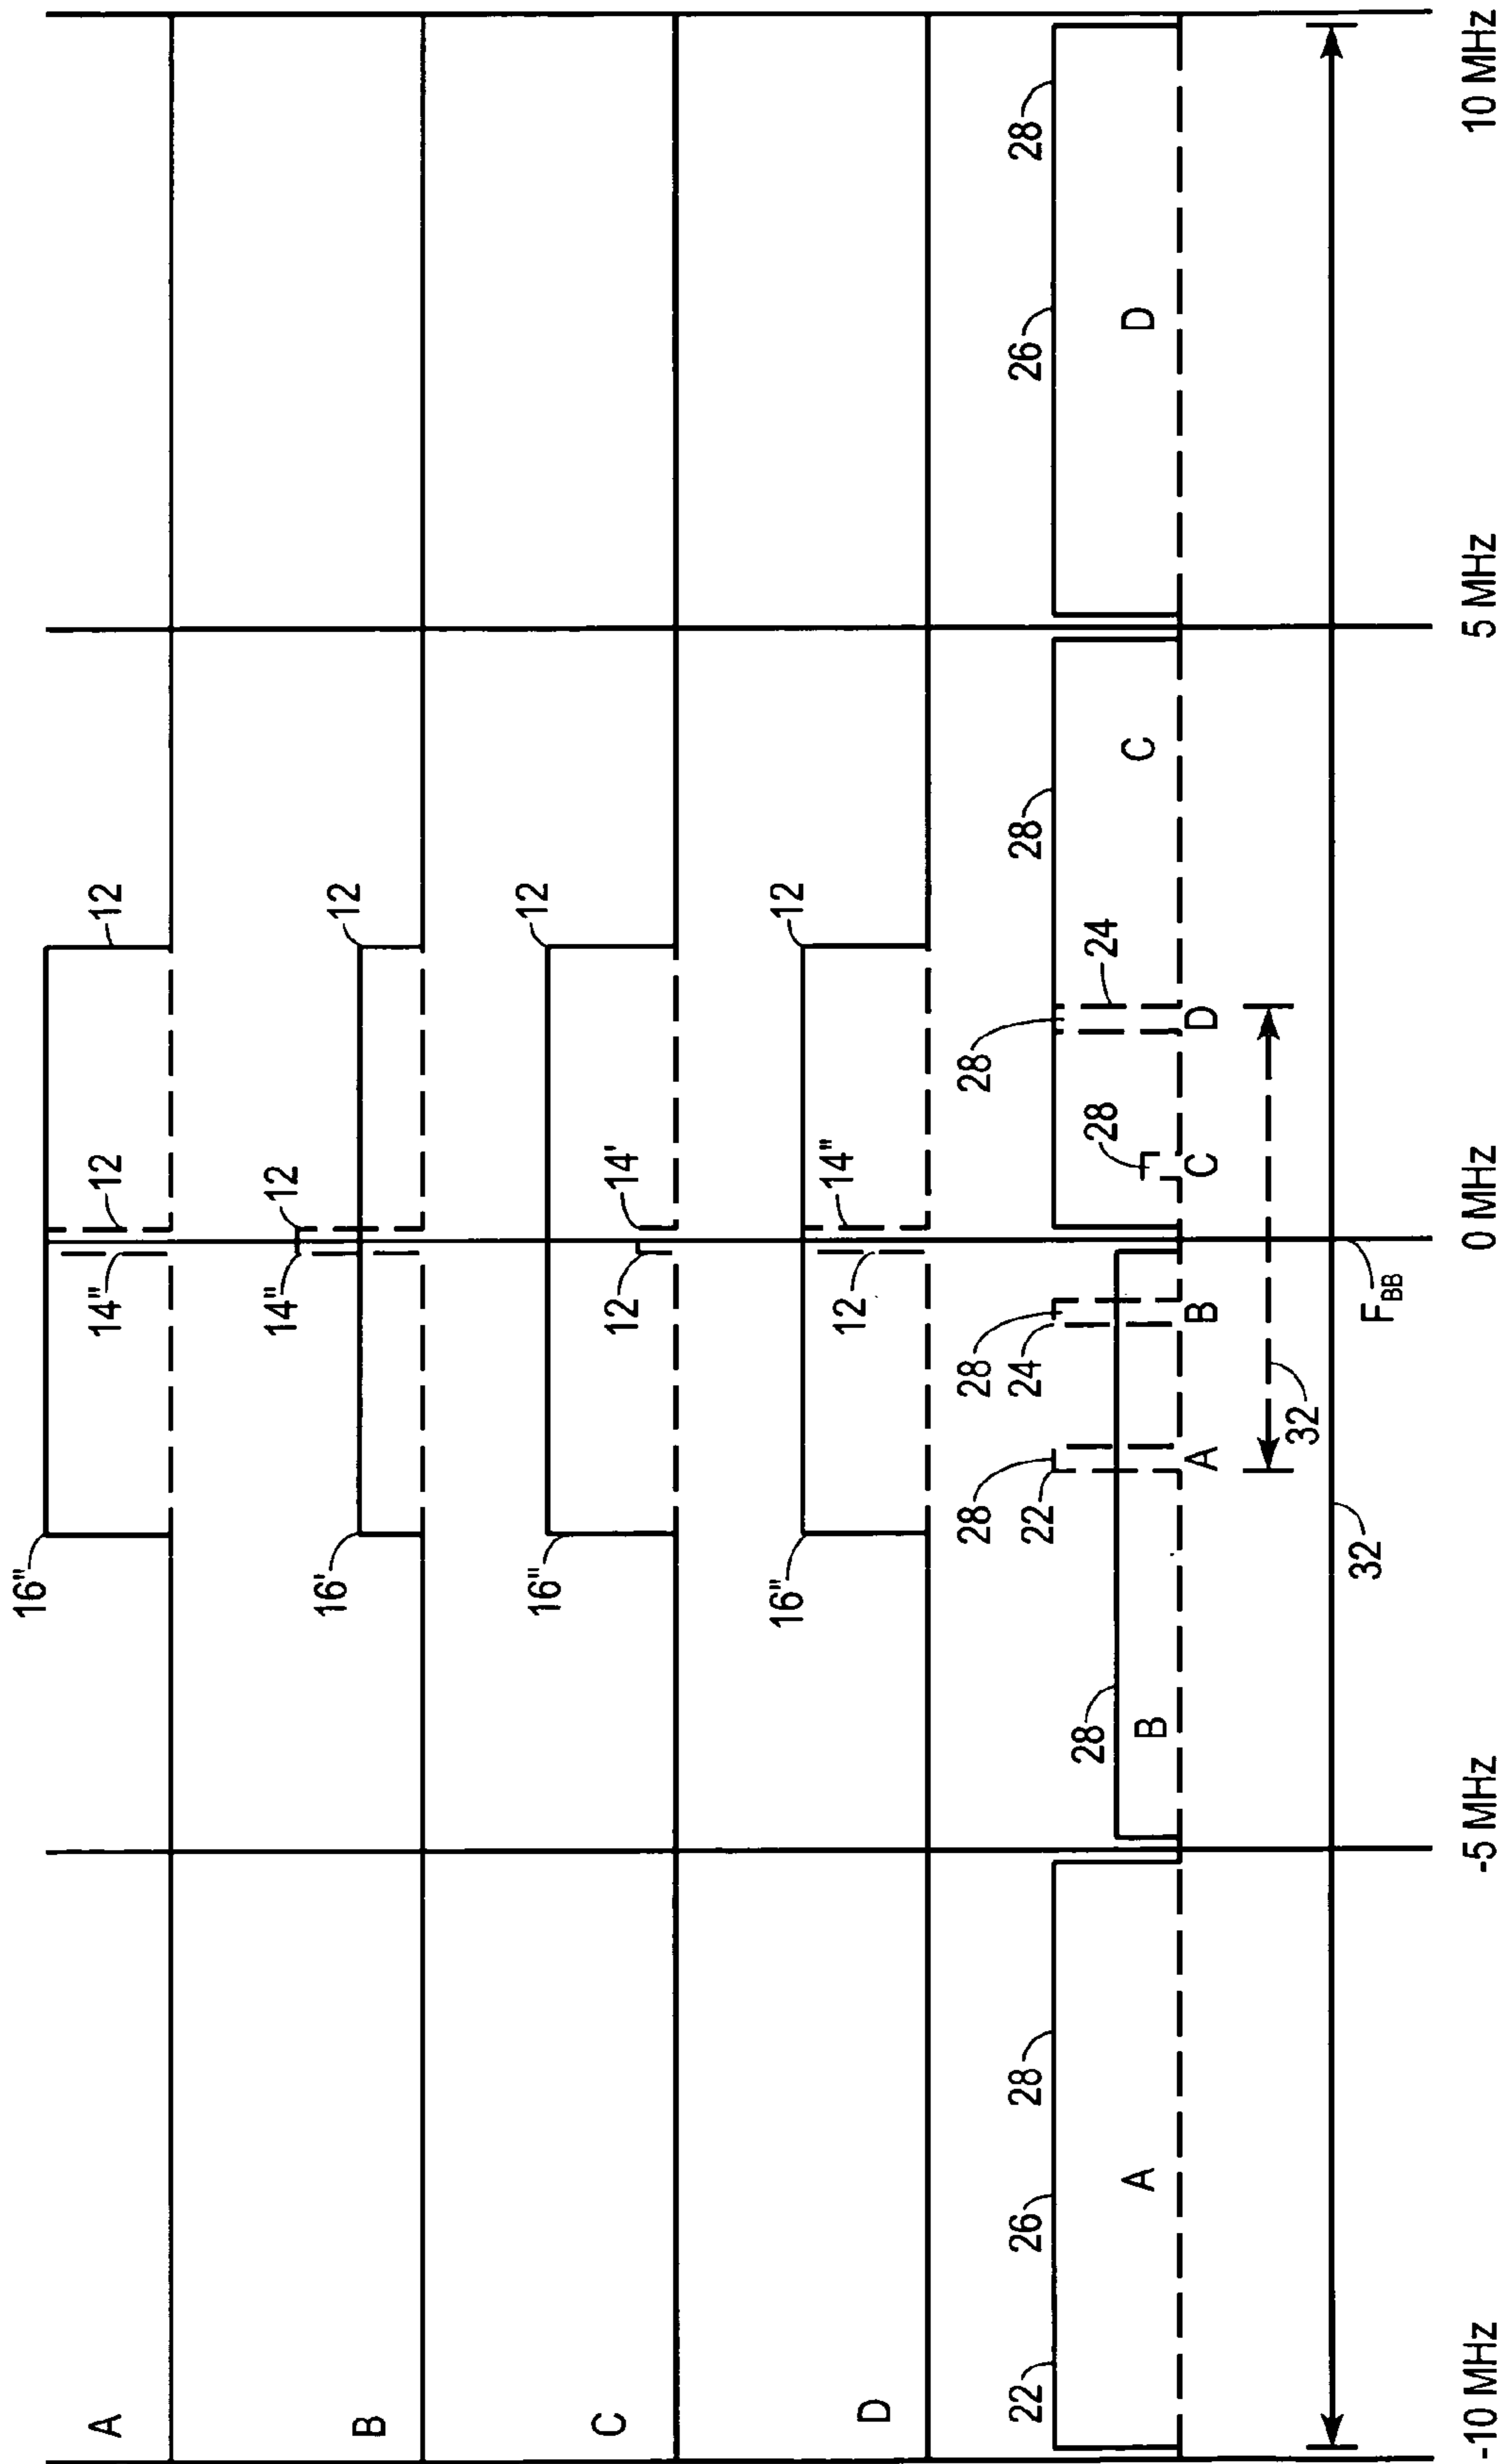 16"
A 14" 12 12
14" 12
16' 12
B
16" 12
C 12 14'
16" 12
12 14"
D
28 28 28
22 26 28 22 24 28 26 28
28 28 24
A B C D
A B C D
32
32 FBB
-10 MHz -5 MHz 0 MHz 5 MHz 10 MHz